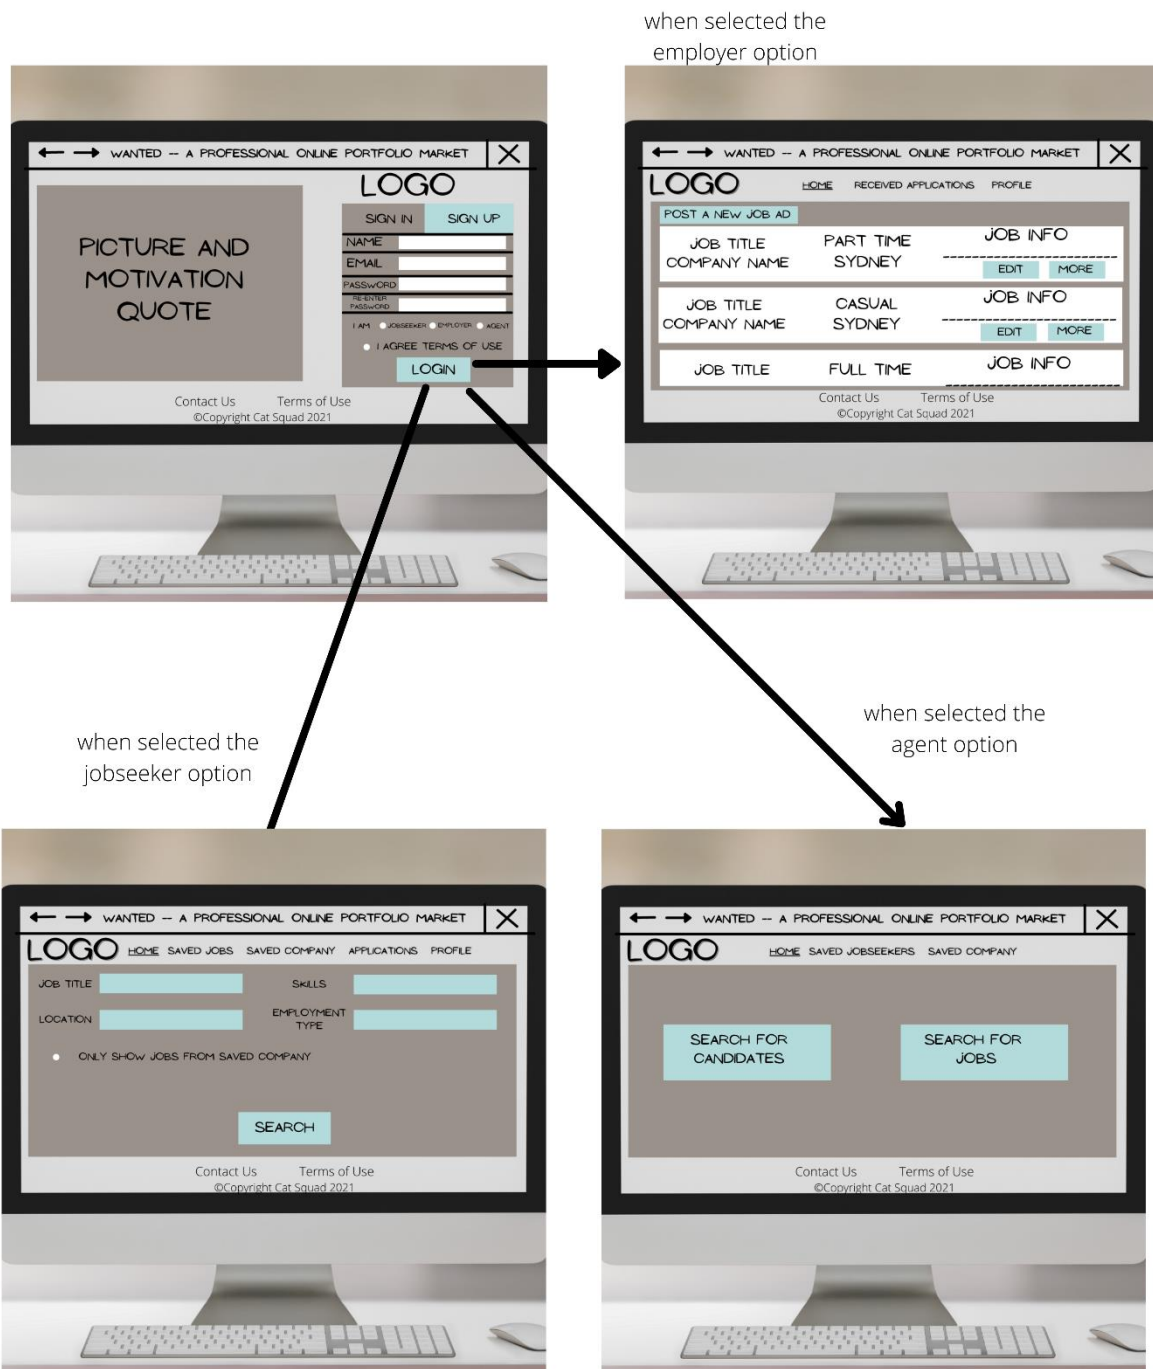 when selected the
employer option
← → WANTED -- A PROFESSIONAL ONLINE PORTFOLIO MARKET X
LOGO
PICTURE AND
MOTIVATION
QUOTE
SIGN IN SIGN UP
NAME
EMAIL
PASSWORD
RE-ENTER
PASSWORD
I AM JOBSEEKER EMPLOYER AGENT
I AGREE TERMS OF USE
LOGIN
Contact Us Terms of Use
©Copyright Cat Squad 2021
← → WANTED -- A PROFESSIONAL ONLINE PORTFOLIO MARKET X
LOGO HOME RECEIVED APPLICATIONS PROFILE
POST A NEW JOB AD
JOB TITLE PART TIME JOB INFO
COMPANY NAME SYDNEY
EDIT MORE
JOB TITLE CASUAL JOB INFO
COMPANY NAME SYDNEY
EDIT MORE
JOB TITLE FULL TIME JOB INFO
Contact Us Terms of Use
©Copyright Cat Squad 2021
when selected the
jobseeker option
when selected the
agent option
← → WANTED -- A PROFESSIONAL ONLINE PORTFOLIO MARKET X
LOGO HOME SAVED JOBS SAVED COMPANY APPLICATIONS PROFILE
JOB TITLE SKILLS
LOCATION EMPLOYMENT
TYPE
ONLY SHOW JOBS FROM SAVED COMPANY
SEARCH
Contact Us Terms of Use
©Copyright Cat Squad 2021
← → WANTED -- A PROFESSIONAL ONLINE PORTFOLIO MARKET X
LOGO HOME SAVED JOBSEEKERS SAVED COMPANY
SEARCH FOR
CANDIDATES
SEARCH FOR
JOBS
Contact Us Terms of Use
©Copyright Cat Squad 2021